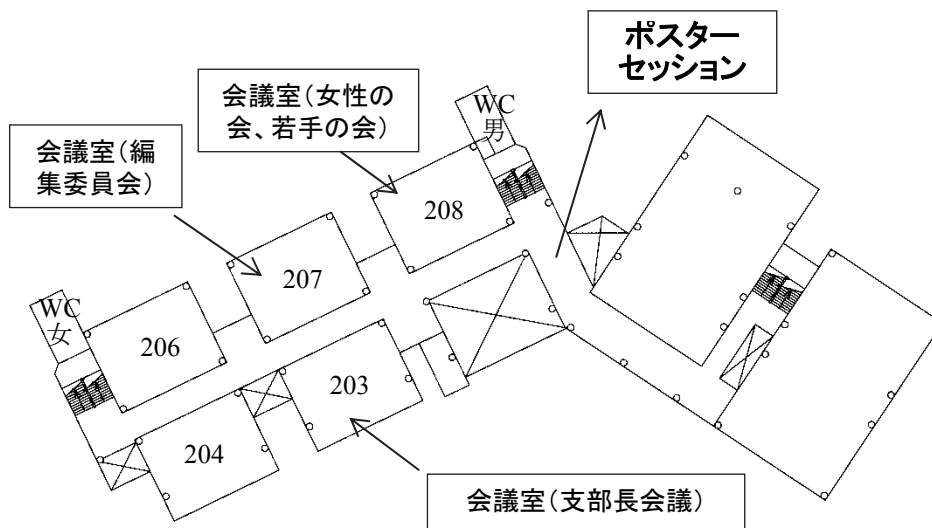 ポスター
セッション
会議室（女性の
会、若手の会）
WC
男
会議室（編
集委員会）
208
207
WC
女
206
203
204
会議室（支部長会議）